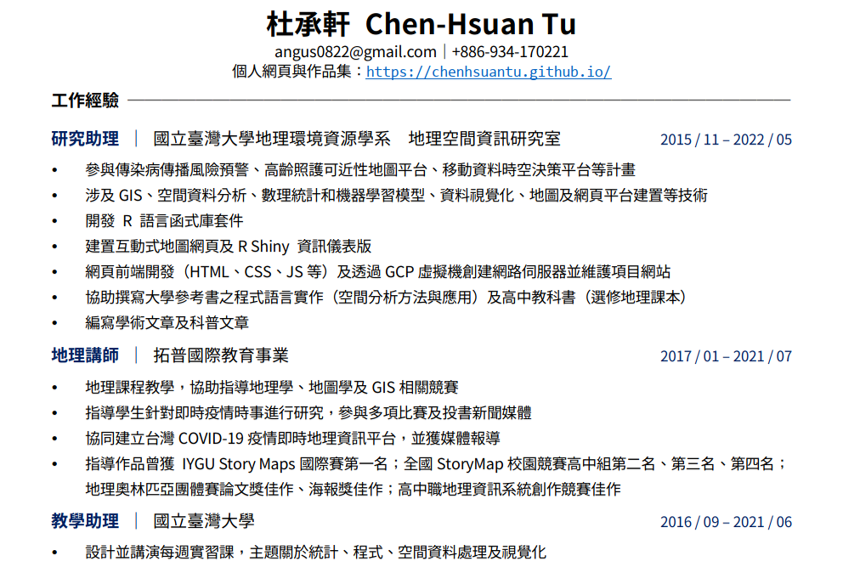 杜承軒 Chen-Hsuan Tu
angus0822@gmail.com｜+886-934-170221
個人網頁與作品集：https://chenhsuantu.github.io/
工作經驗
研究助理 ｜ 國立臺灣大學地理環境資源學系 地理空間資訊研究室 2015 / 11 – 2022 / 05
• 參與傳染病傳播風險預警、高齡照護可近性地圖平台、移動資料時空決策平台等計畫
• 涉及 GIS、空間資料分析、數理統計和機器學習模型、資料視覺化、地圖及網頁平台建置等技術
• 開發 R 語言函式庫套件
• 建置互動式地圖網頁及 R Shiny 資訊儀表版
• 網頁前端開發（HTML、CSS、JS 等）及透過 GCP 虛擬機創建網路伺服器並維護項目網站
• 協助撰寫大學參考書之程式語言實作（空間分析方法與應用）及高中教科書（選修地理課本）
• 編寫學術文章及科普文章
地理講師 ｜ 拓普國際教育事業 2017 / 01 – 2021 / 07
• 地理課程教學，協助指導地理學、地圖學及 GIS 相關競賽
• 指導學生針對即時疫情時事進行研究，參與多項比賽及投書新聞媒體
• 協同建立台灣 COVID-19 疫情即時地理資訊平台，並獲媒體報導
• 指導作品曾獲 IYGU Story Maps 國際賽第一名；全國 StoryMap 校園競賽高中組第二名、第三名、第四名；
地理奧林匹亞團體賽論文獎佳作、海報獎佳作；高中職地理資訊系統創作競賽佳作
教學助理 ｜ 國立臺灣大學 2016 / 09 – 2021 / 06
• 設計並講演每週實習課，主題關於統計、程式、空間資料處理及視覺化